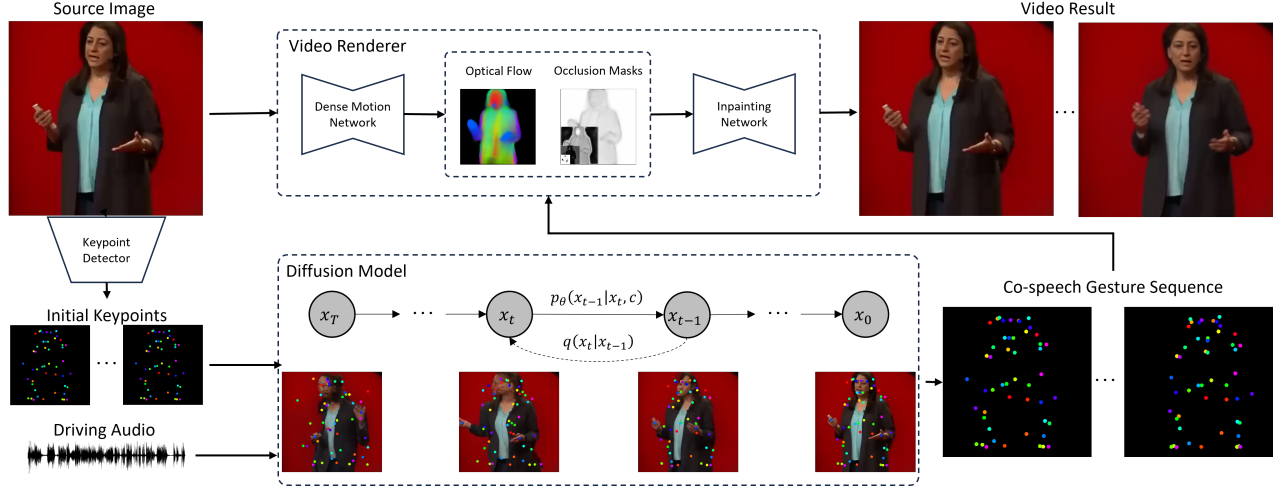 Source Image
Video Renderer
Dense Motion
Network
Optical Flow
Occlusion Masks
Inpainting
Network
Video Result
Keypoint
Detector
Initial Keypoints
Driving Audio
Diffusion Model
x_T
x_t
p_θ(x_{t−1}|x_t, c)
q(x_t|x_{t−1})
x_{t−1}
x_0
Co-speech Gesture Sequence